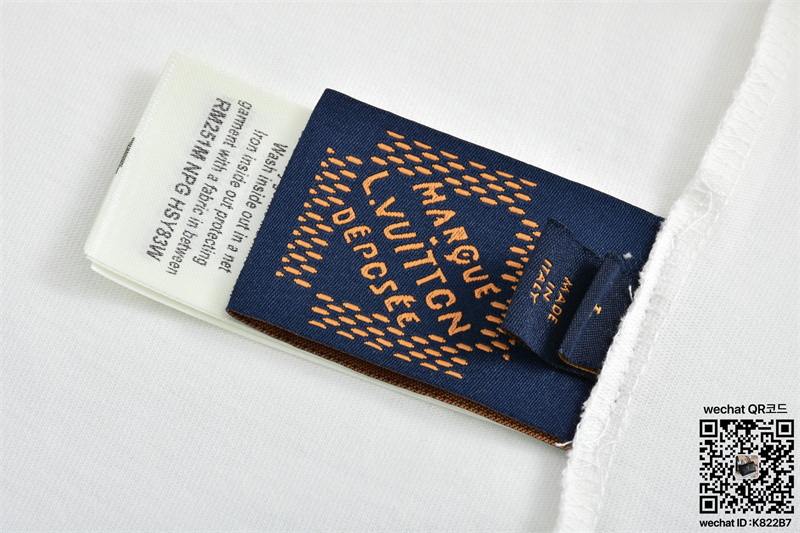 Wash inside out in a net
Iron inside out protecting
garment with a fabric in between
RM251M NPG HSY83W
MARQUE
L.VUITTON
DÉPOSÉE
MADE
IN
ITALY
wechat QR코드
wechat ID :K822B7